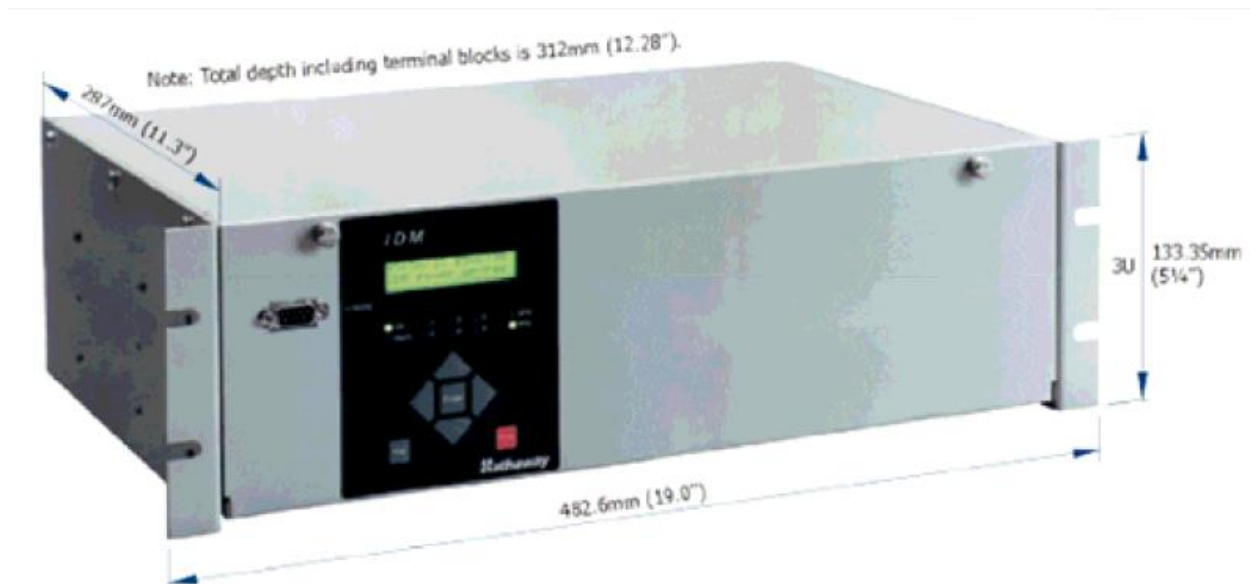 Note: Total depth including terminal blocks is 312mm (12.28").
287mm (11.3")
IDM
3U
133.35mm
(5¼")
Hathaway
482.6mm (19.0")